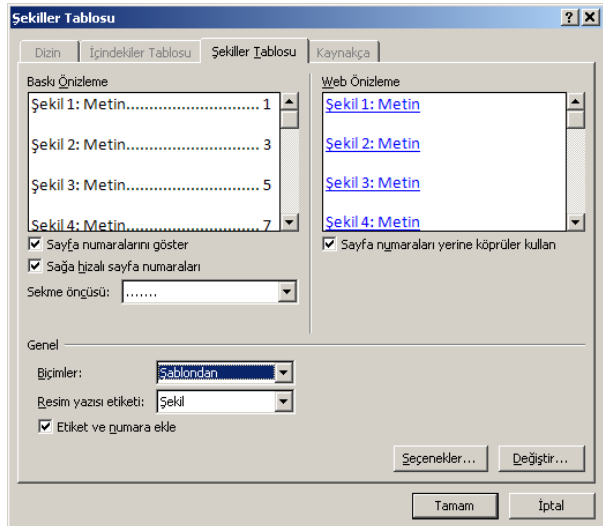 Şekiller Tablosu
Dizin
İçindekiler Tablosu
Şekiller Tablosu
Kaynakça
Baskı Önizleme
Şekil 1: Metin............................. 1
Şekil 2: Metin............................. 3
Şekil 3: Metin............................. 5
Şekil 4: Metin............................. 7
Web Önizleme
Şekil 1: Metin
Şekil 2: Metin
Şekil 3: Metin
Şekil 4: Metin
Sayfa numaralarını göster
Sağa hizalı sayfa numaraları
Sekme öncüsü: .......
Sayfa numaraları yerine köprüler kullan
Genel
Biçimler: Şablondan
Resim yazısı etiketi: Şekil
Etiket ve numara ekle
Seçenekler...
Değiştir...
Tamam
İptal